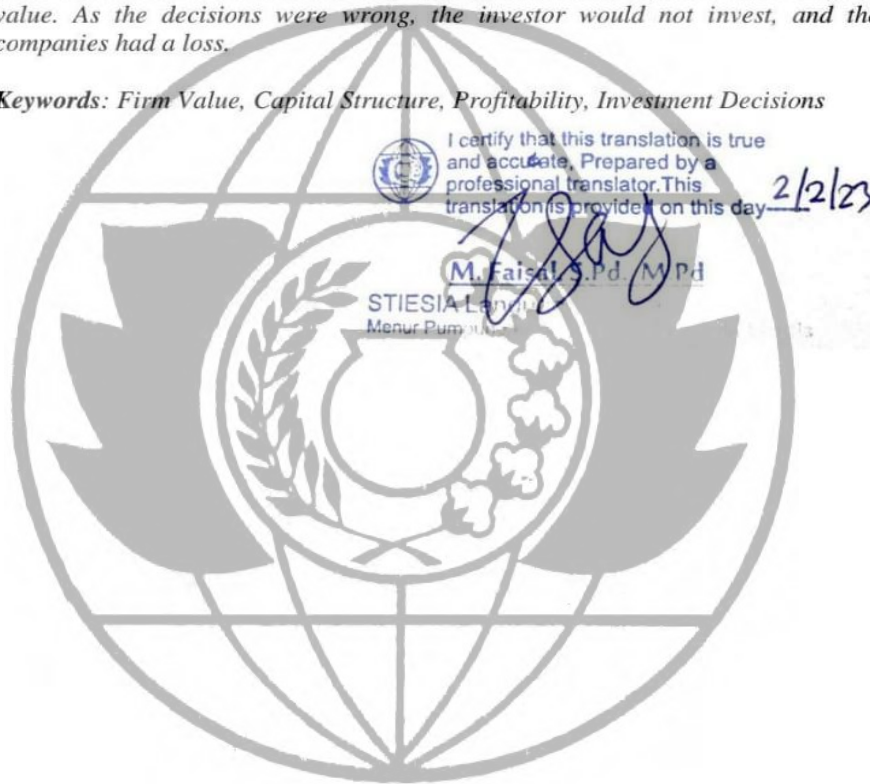 value. As the decisions were wrong, the investor would not invest, and the
companies had a loss.
Keywords: Firm Value, Capital Structure, Profitability, Investment Decisions
I certify that this translation is true
and accurate. Prepared by a
professional translator. This
translation is provided on this day 2/2/23
M. Faisal, S.Pd. M Pd
STIESIA
Menur